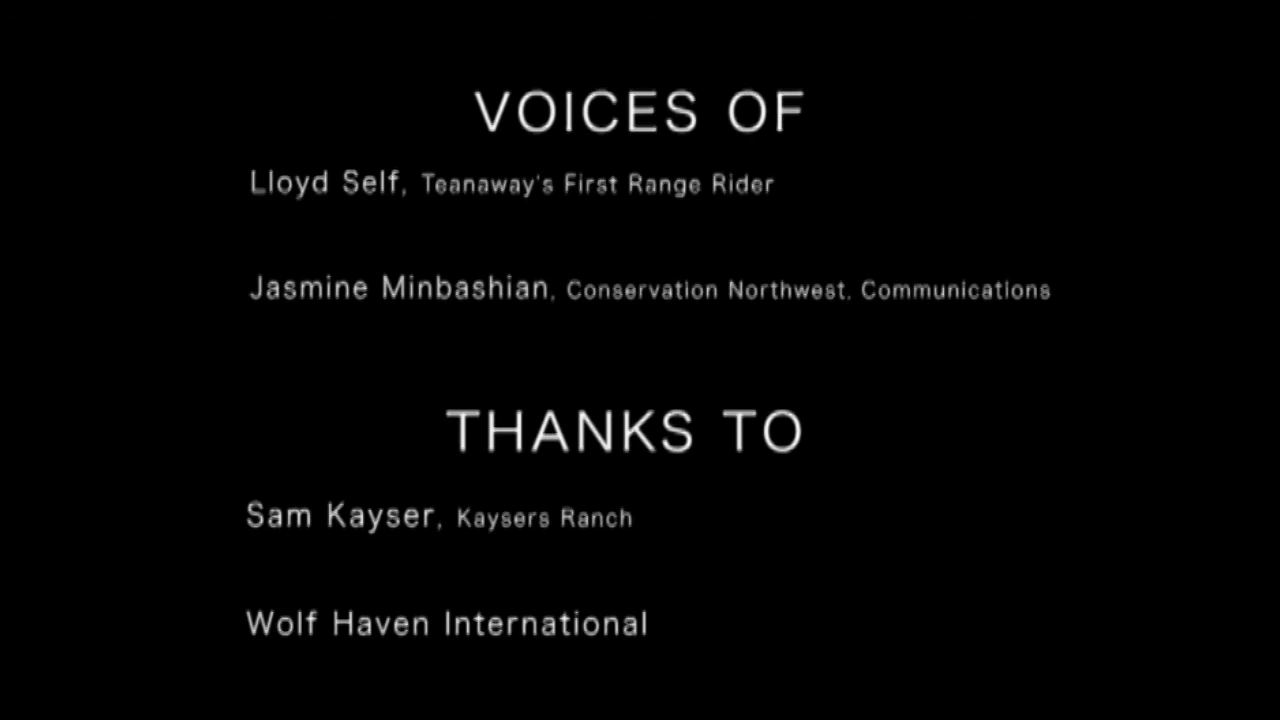 VOICES OF
Lloyd Self, Teanaway's First Range Rider
Jasmine Minbashian, Conservation Northwest, Communications
THANKS TO
Sam Kayser, Kaysers Ranch
Wolf Haven International